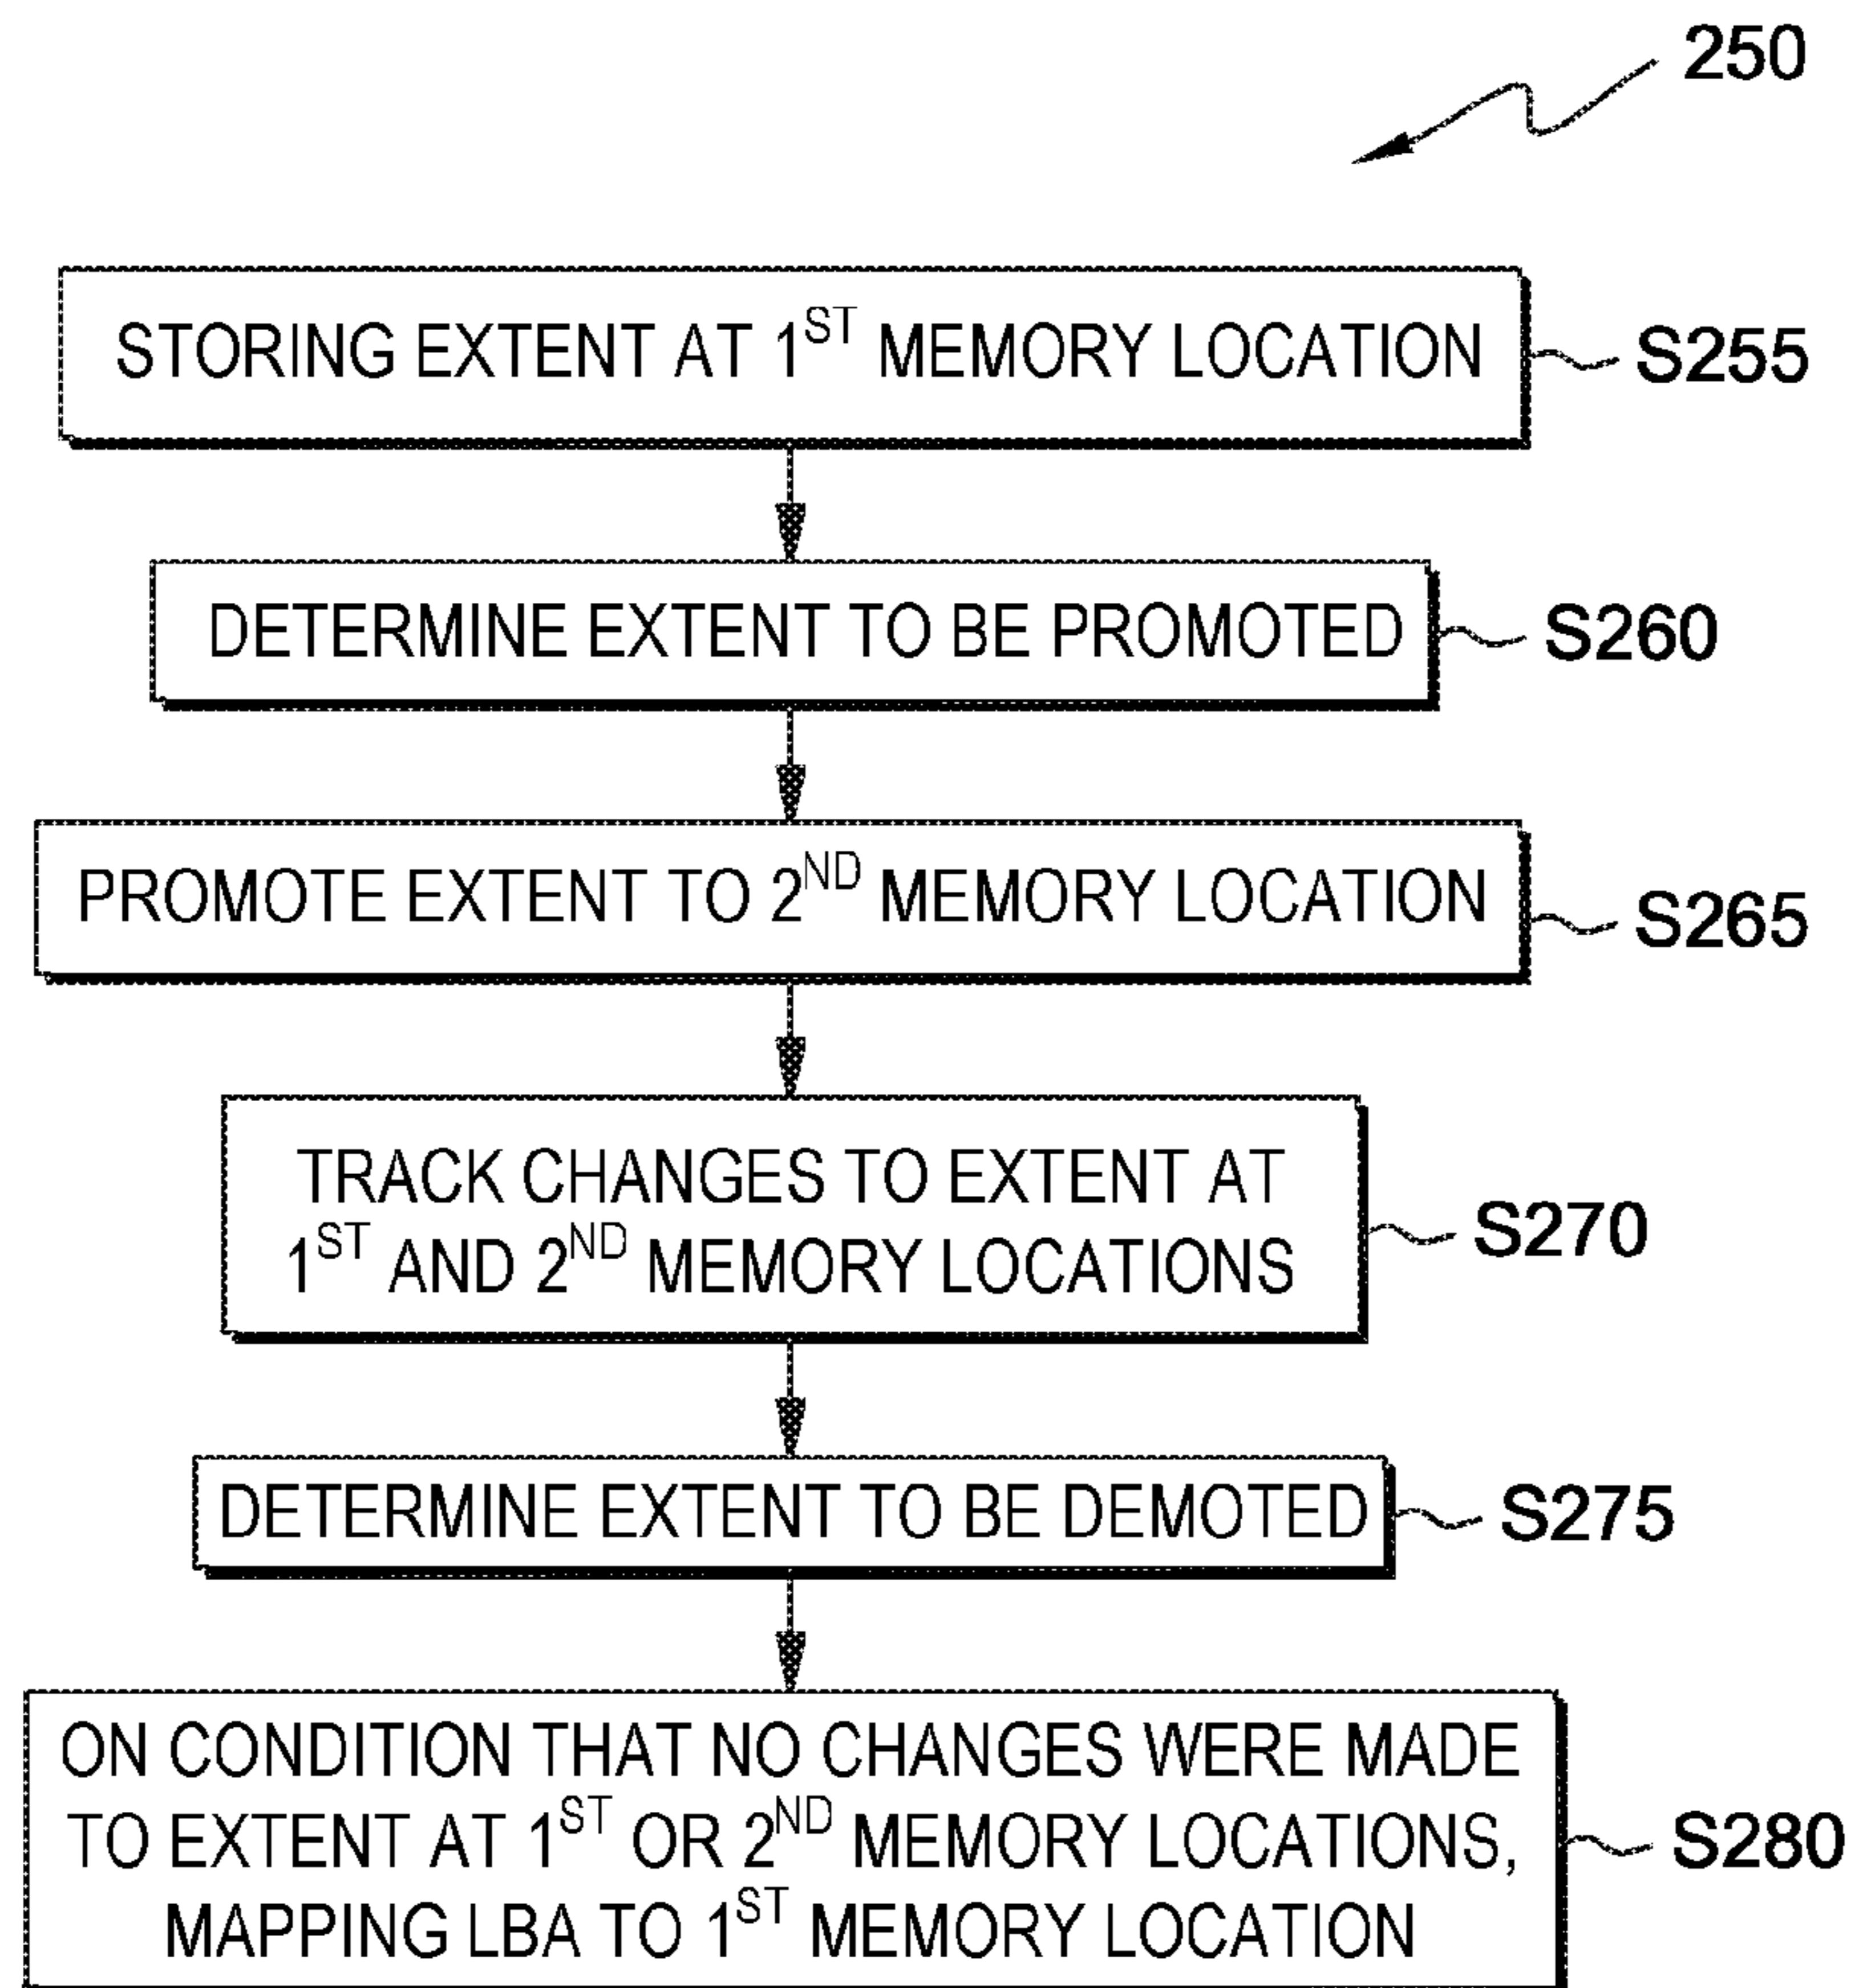 250
STORING EXTENT AT 1ST MEMORY LOCATION
S255
DETERMINE EXTENT TO BE PROMOTED
S260
PROMOTE EXTENT TO 2ND MEMORY LOCATION
S265
TRACK CHANGES TO EXTENT AT
1ST AND 2ND MEMORY LOCATIONS
S270
DETERMINE EXTENT TO BE DEMOTED
S275
ON CONDITION THAT NO CHANGES WERE MADE
TO EXTENT AT 1ST OR 2ND MEMORY LOCATIONS,
MAPPING LBA TO 1ST MEMORY LOCATION
S280